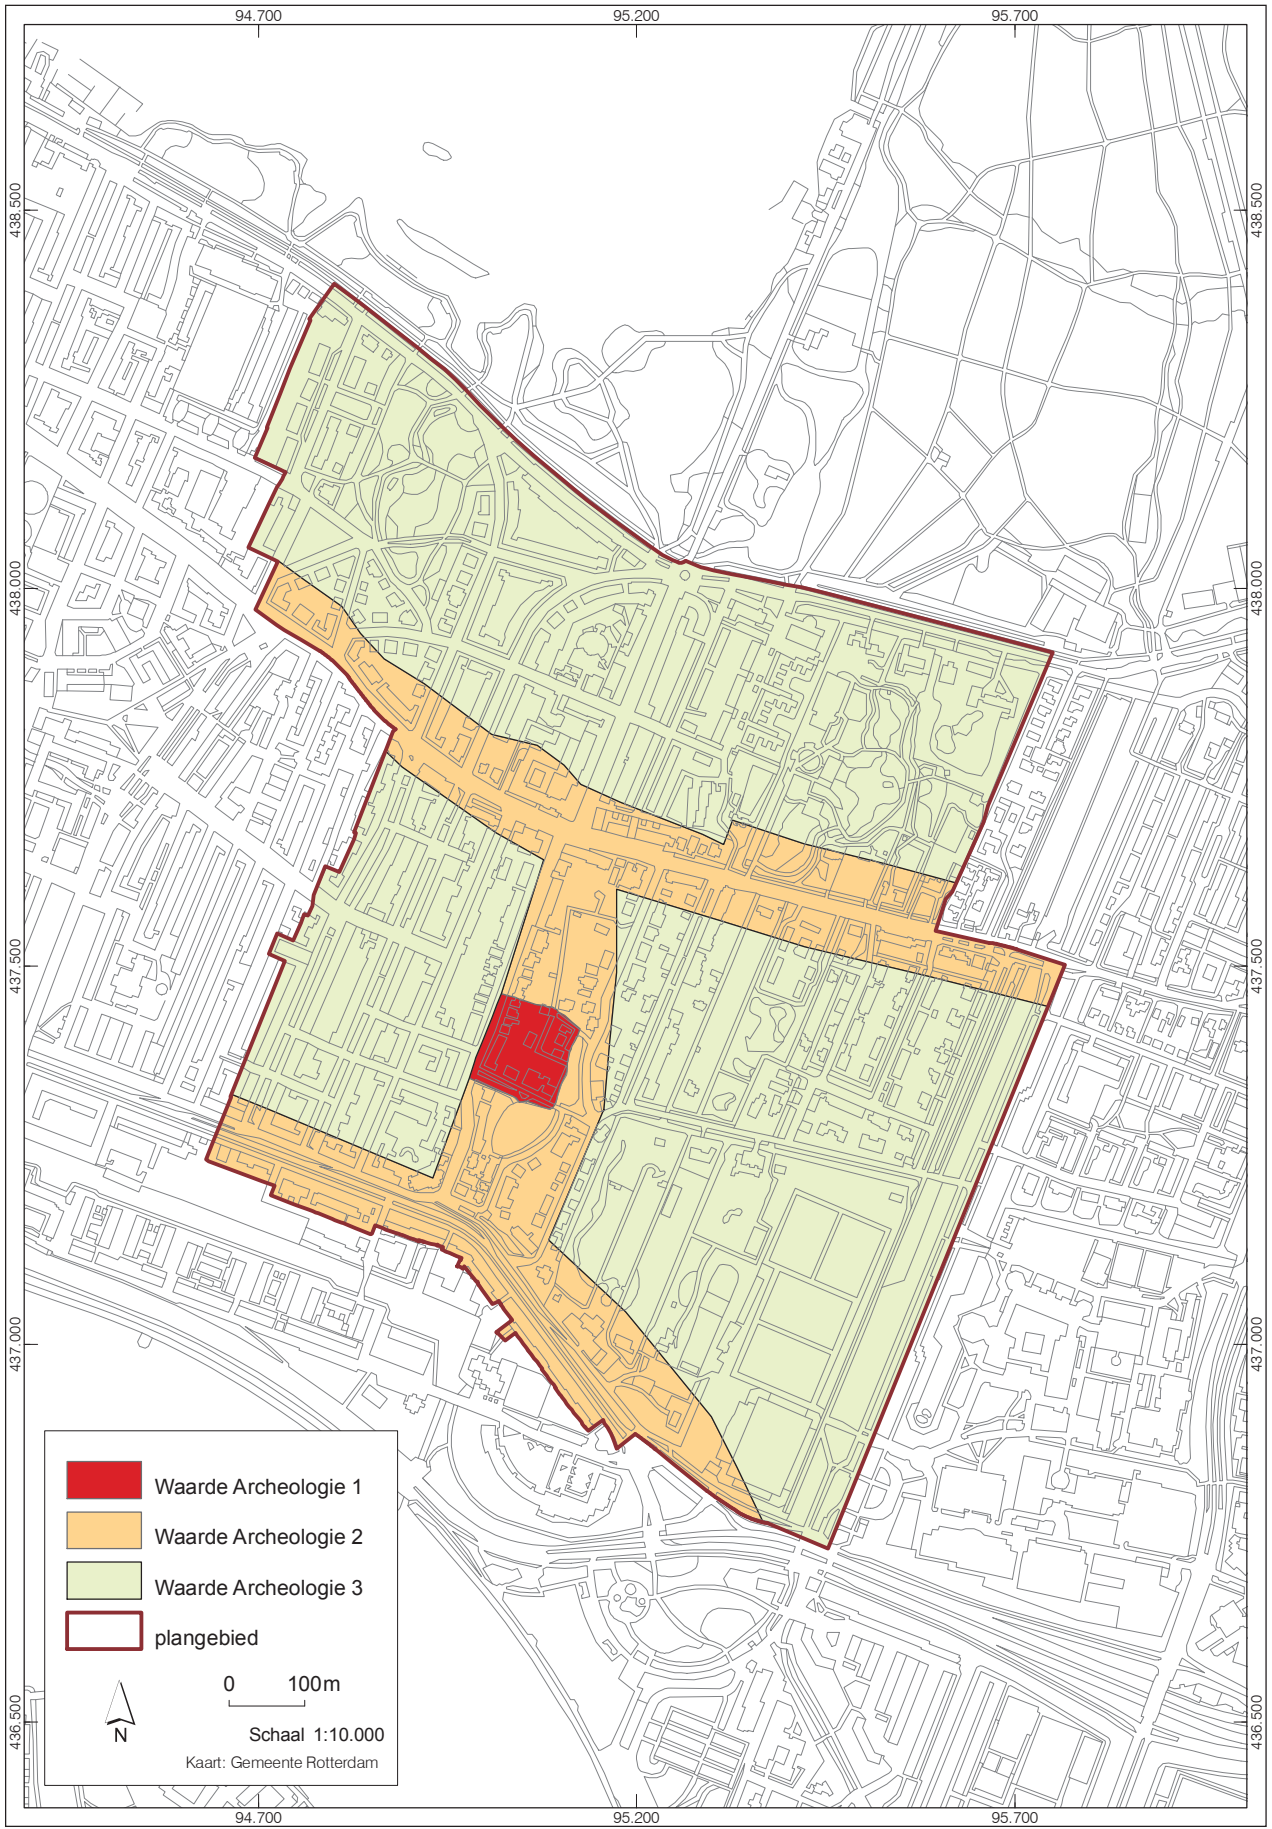 94.700
95.200
95.700
438.500
438.500
438.000
438.000
437.500
437.500
437.000
437.000
436.500
436.500
Waarde Archeologie 1
Waarde Archeologie 2
Waarde Archeologie 3
plangebied
0 100m
N
Schaal 1:10.000
Kaart: Gemeente Rotterdam
94.700
95.200
95.700